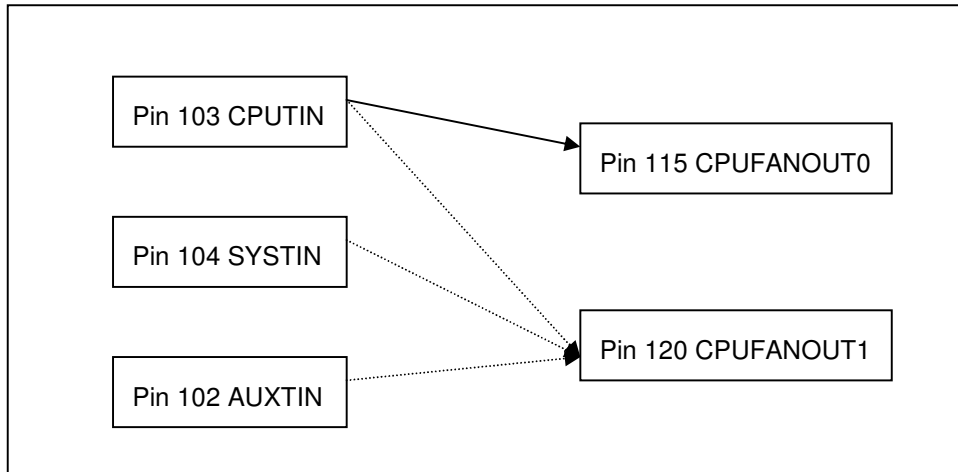 Pin 103 CPUTIN
Pin 115 CPUFANOUT0
Pin 104 SYSTIN
Pin 120 CPUFANOUT1
Pin 102 AUXTIN